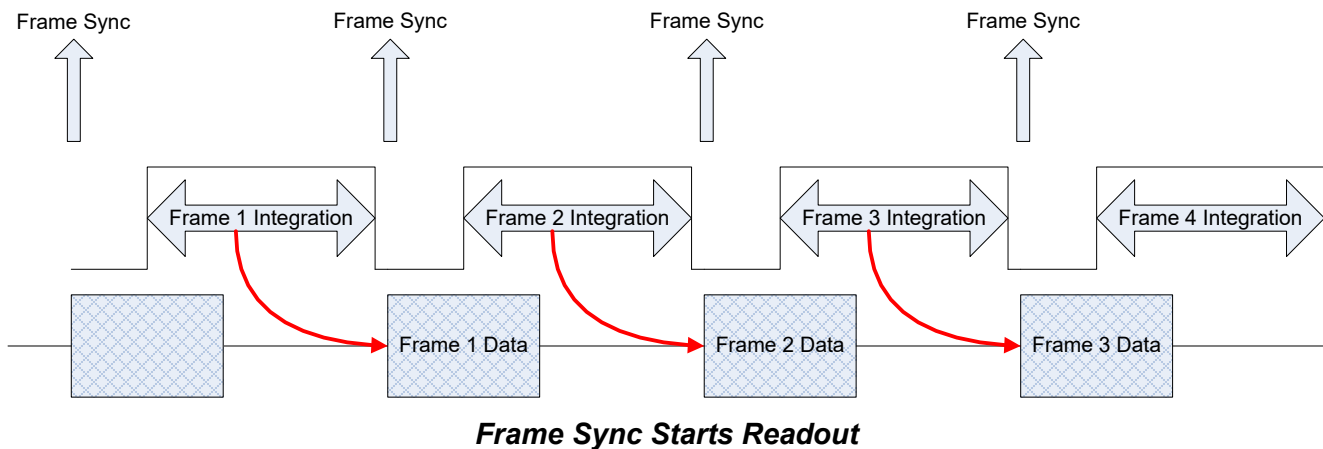 Frame Sync
Frame Sync
Frame Sync
Frame Sync
Frame 1 Integration
Frame 2 Integration
Frame 3 Integration
Frame 4 Integration
Frame 1 Data
Frame 2 Data
Frame 3 Data
Frame Sync Starts Readout